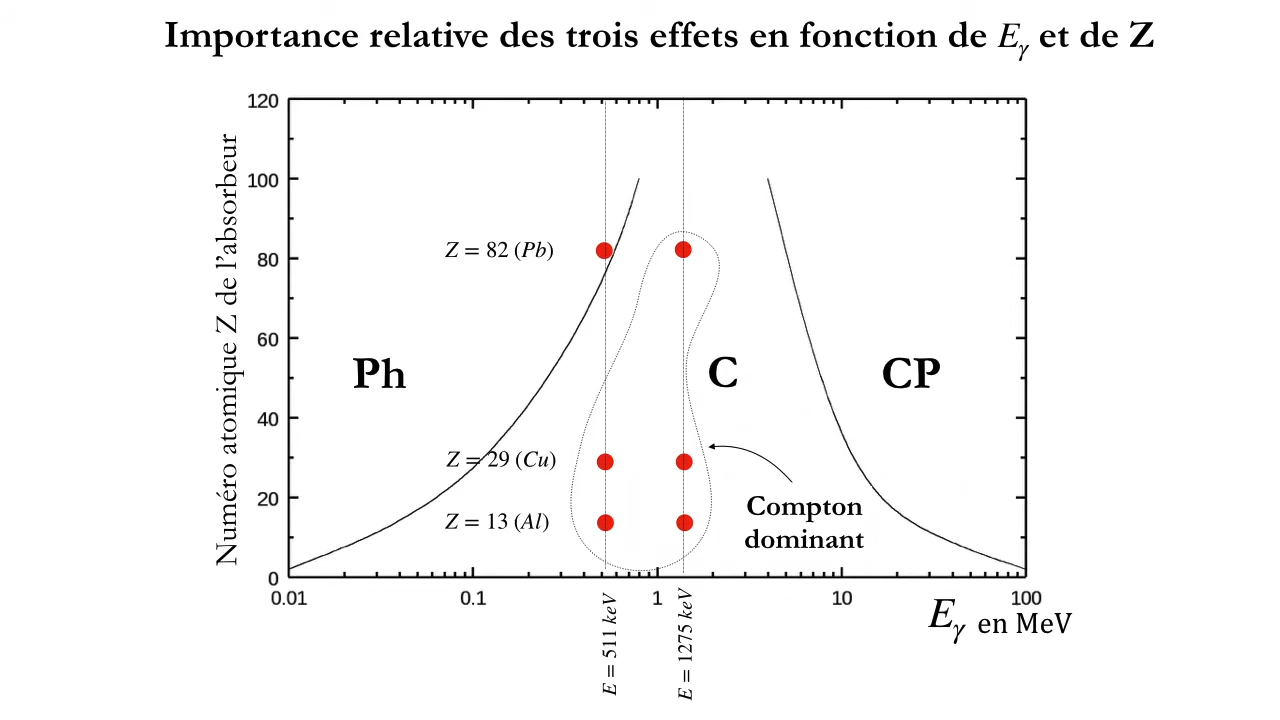 Importance relative des trois effets en fonction de Eγ et de Z
Numéro atomique Z de l'absorbeur
120
100
80
60
40
20
0
Z = 82 (Pb)
Z = 29 (Cu)
Z = 13 (Al)
Ph
C
CP
Compton
dominant
0.01
0.1
1
10
100
E = 511 keV
E = 1275 keV
Eγ en MeV